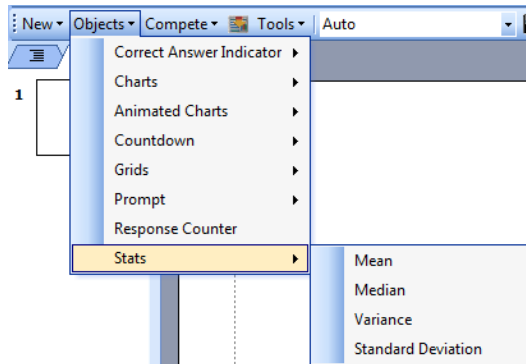 New Objects Compete Tools Auto
1
Correct Answer Indicator
Charts
Animated Charts
Countdown
Grids
Prompt
Response Counter
Stats
Mean
Median
Variance
Standard Deviation